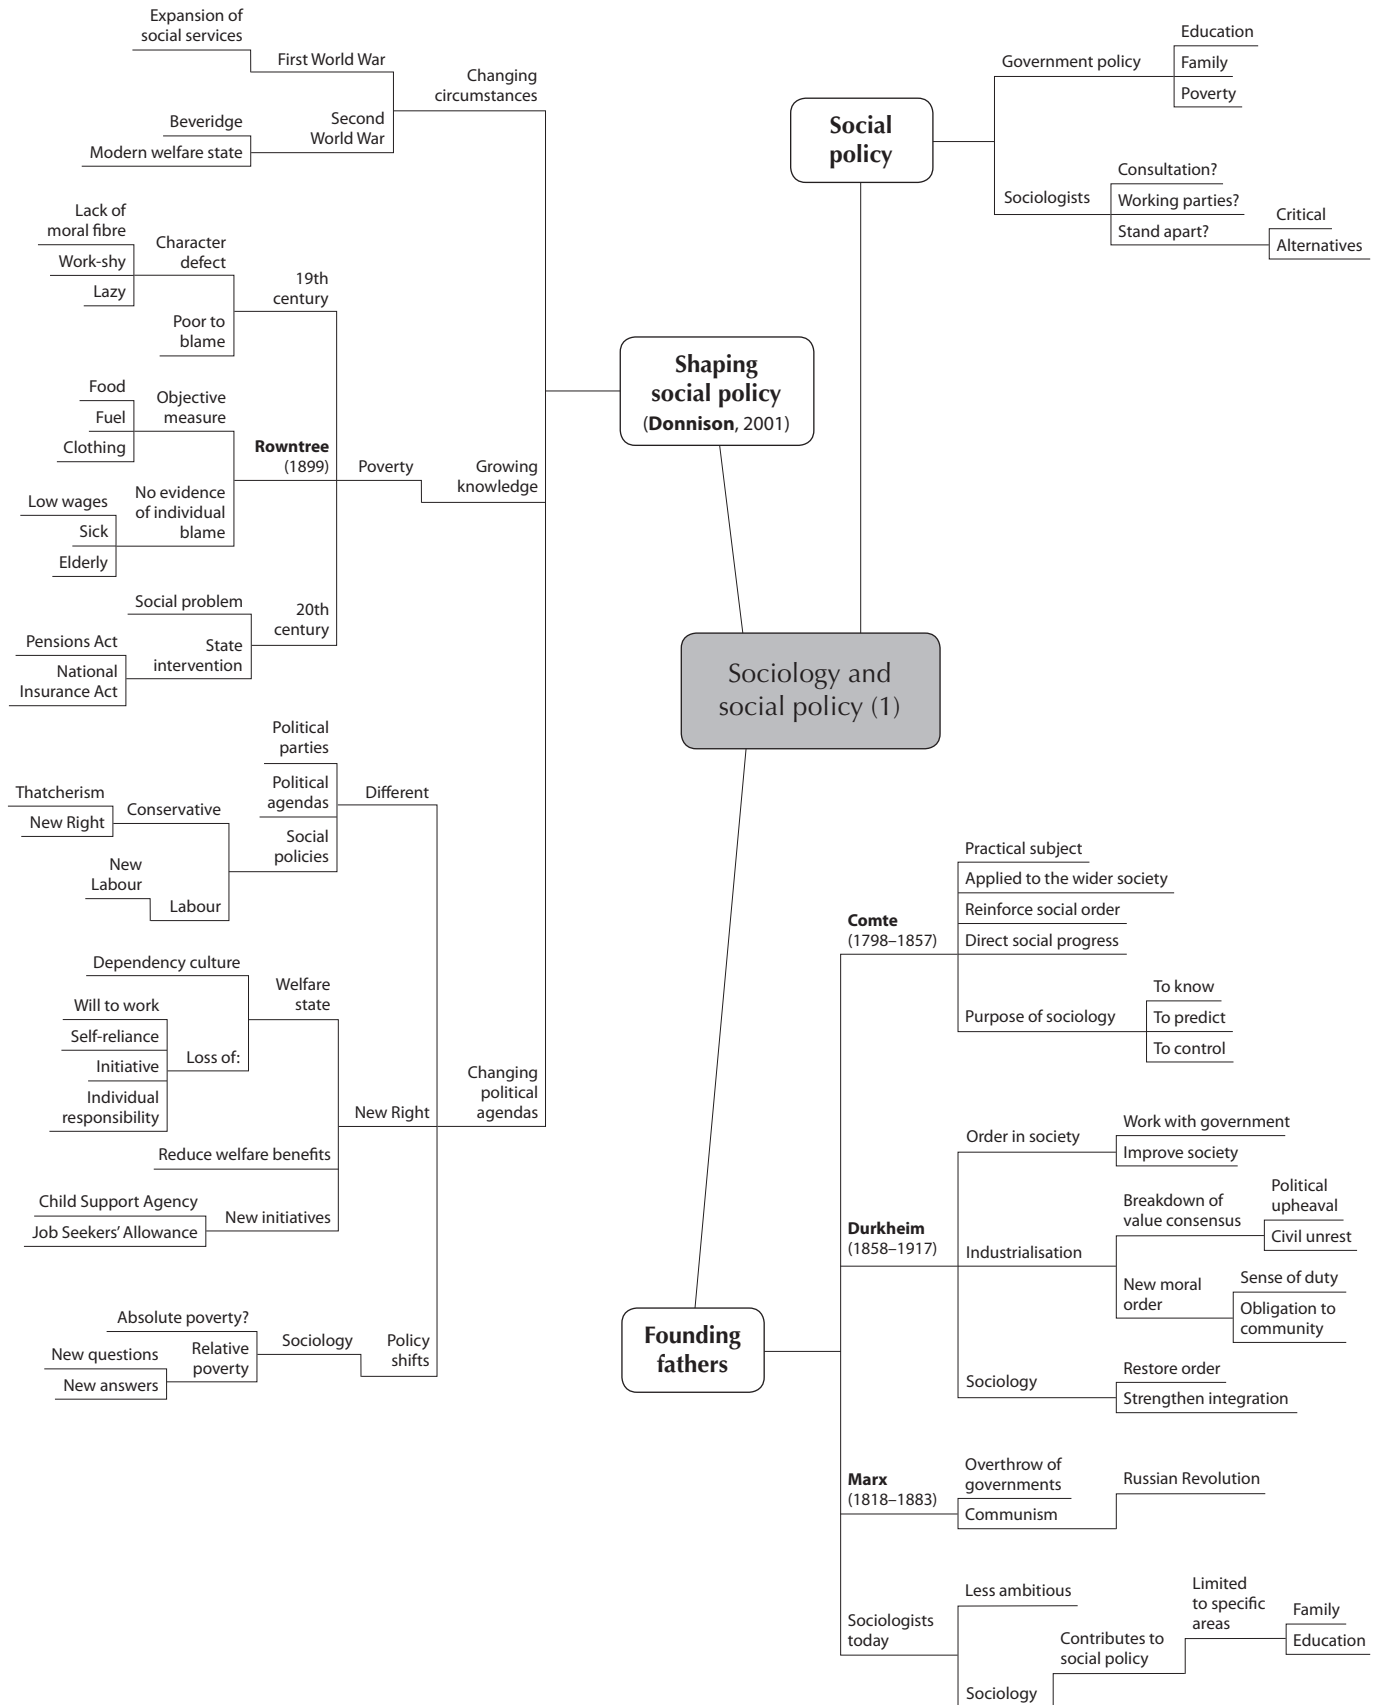 Sociology and
social policy (1)
Social
policy
Government policy
Education
Family
Poverty
Sociologists
Consultation?
Working parties?
Stand apart?
Critical
Alternatives
Shaping
social policy
(Donnison, 2001)
Changing
circumstances
First World War
Expansion of
social services
Second
World War
Beveridge
Modern welfare state
Growing
knowledge
Poverty
19th
century
Character
defect
Lack of
moral fibre
Work-shy
Lazy
Poor to
blame
Rowntree
(1899)
Objective
measure
Food
Fuel
Clothing
No evidence
of individual
blame
Low wages
Sick
Elderly
20th
century
Social problem
State
intervention
Pensions Act
National
Insurance Act
Changing
political
agendas
Different
Political
parties
Political
agendas
Social
policies
Conservative
Thatcherism
New Right
Labour
New
Labour
New Right
Welfare
state
Dependency culture
Loss of:
Will to work
Self-reliance
Initiative
Individual
responsibility
Reduce welfare benefits
New initiatives
Child Support Agency
Job Seekers’ Allowance
Policy
shifts
Sociology
Absolute poverty?
Relative
poverty
New questions
New answers
Founding
fathers
Comte
(1798–1857)
Practical subject
Applied to the wider society
Reinforce social order
Direct social progress
Purpose of sociology
To know
To predict
To control
Durkheim
(1858–1917)
Order in society
Work with government
Improve society
Industrialisation
Breakdown of
value consensus
Political
upheaval
Civil unrest
New moral
order
Sense of duty
Obligation to
community
Sociology
Restore order
Strengthen integration
Marx
(1818–1883)
Overthrow of
governments
Communism
Russian Revolution
Sociologists
today
Less ambitious
Sociology
Contributes to
social policy
Limited
to specific
areas
Family
Education